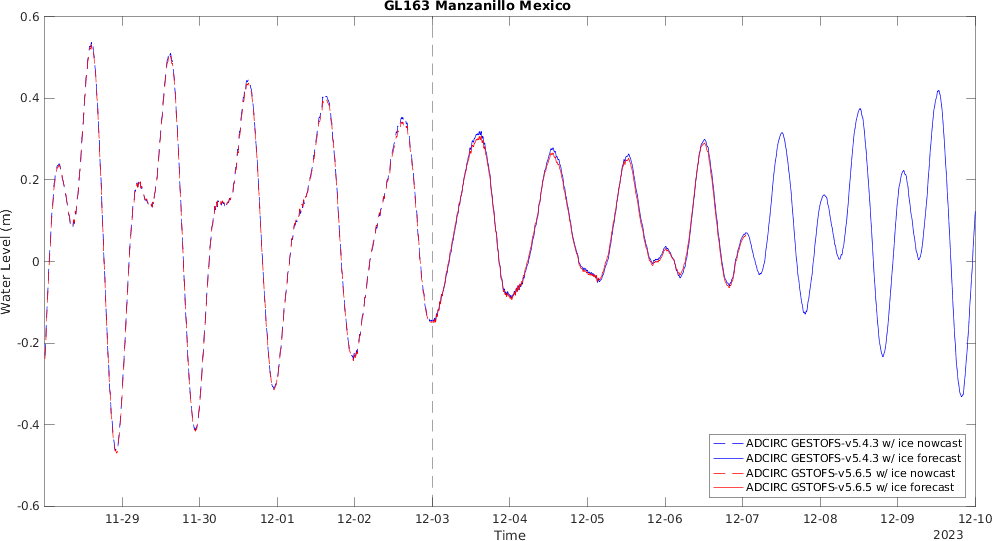 GL163 Manzanillo Mexico
0.6
0.4
0.2
0
-0.2
-0.4
-0.6
Water Level (m)
ADCIRC GESTOFS-v5.4.3 w/ ice nowcast
ADCIRC GESTOFS-v5.4.3 w/ ice forecast
ADCIRC GSTOFS-v5.6.5 w/ ice nowcast
ADCIRC GSTOFS-v5.6.5 w/ ice forecast
11-29 11-30 12-01 12-02 12-03 12-04 12-05 12-06 12-07 12-08 12-09 12-10
Time
2023